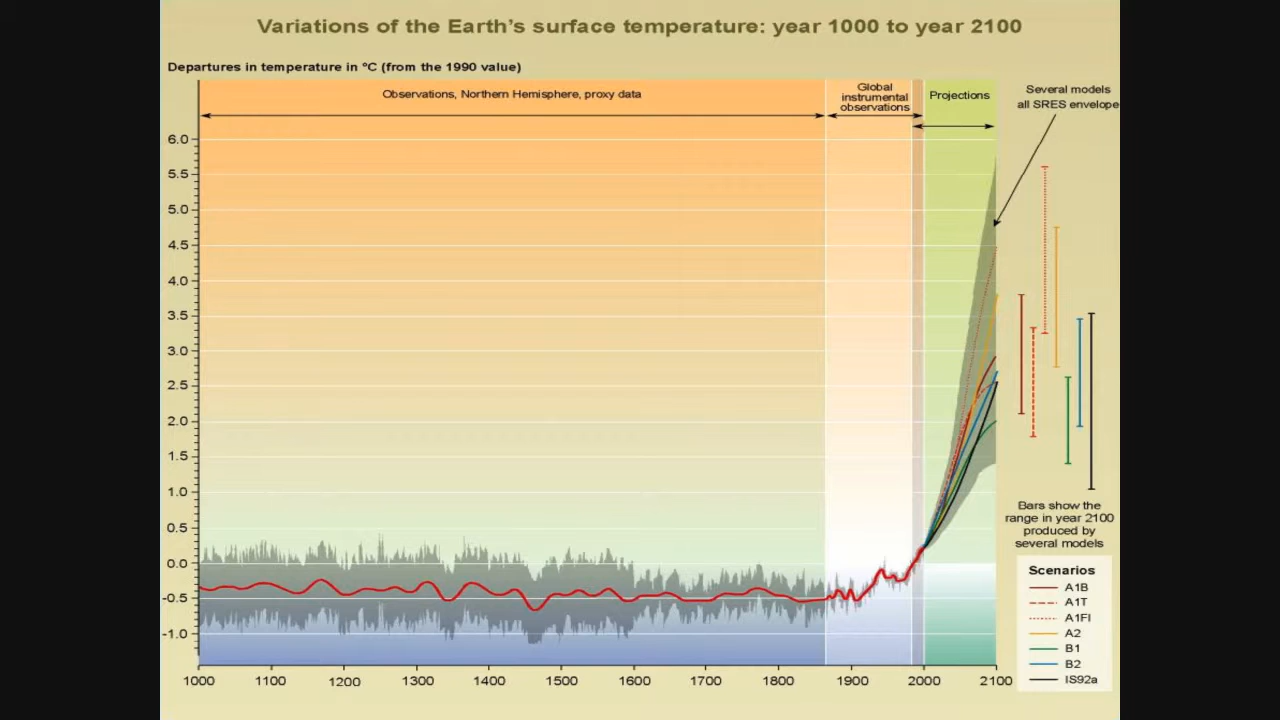 Variations of the Earth's surface temperature: year 1000 to year 2100
Departures in temperature in °C (from the 1990 value)
Observations, Northern Hemisphere, proxy data
Global
instrumental
observations
Projections
Several models
all SRES envelope
6.0
5.5
5.0
4.5
4.0
3.5
3.0
2.5
2.0
1.5
1.0
0.5
0.0
-0.5
-1.0
1000 1100 1200 1300 1400 1500 1600 1700 1800 1900 2000 2100
Bars show the
range in year 2100
produced by
several models
Scenarios
A1B
A1T
A1FI
A2
B1
B2
IS92a